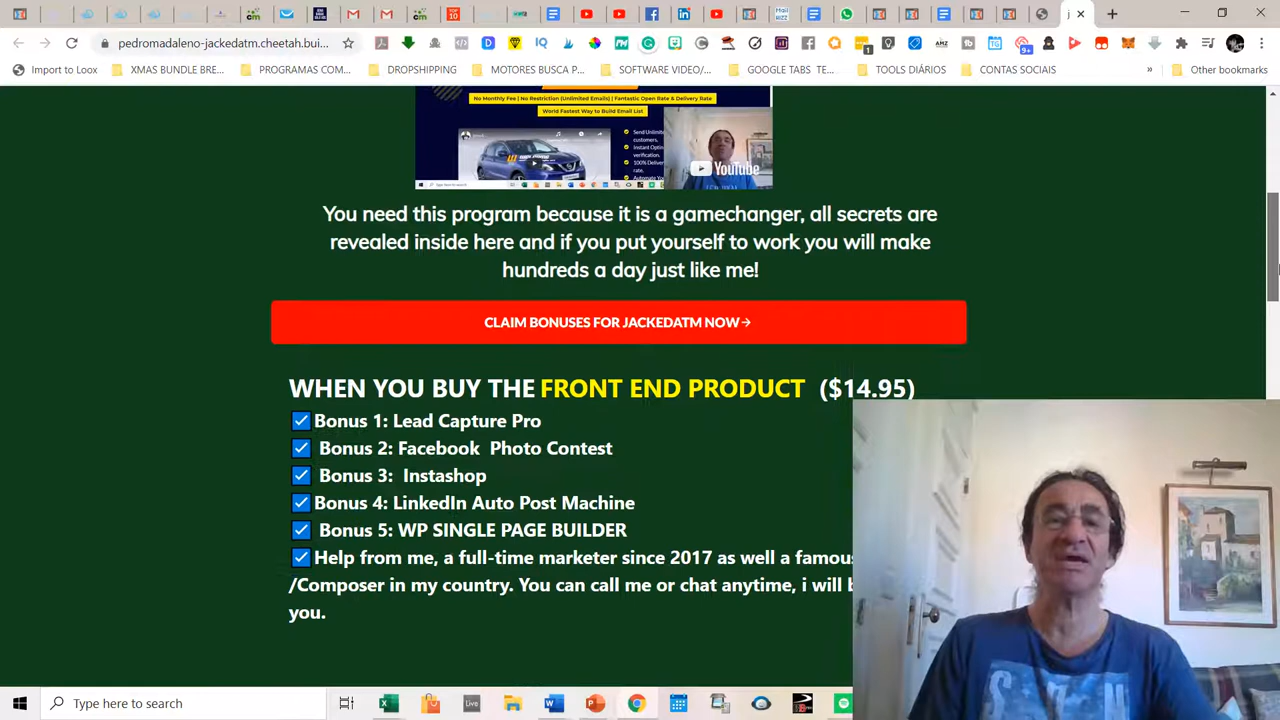 pedromadaleno-jackedatm.cheetah.bui...
Import to Loox
XMAS BUNDLE BRE...
PROGRAMAS COM...
DROPSHIPPING
MOTORES BUSCA P...
SOFTWARE VIDEO/...
GOOGLE TABS TE...
TOOLS DIÁRIOS
CONTAS SOCIAIS
»
Other bookmarks
No Monthly Fee | No Restriction (Unlimited Emails) | Fantastic Open Rate & Delivery Rate
World Fastest Way to Build Email List
YouTube
You need this program because it is a gamechanger, all secrets are
revealed inside here and if you put yourself to work you will make
hundreds a day just like me!
CLAIM BONUSES FOR JACKEDATM NOW→
WHEN YOU BUY THE FRONT END PRODUCT ($14.95)
Bonus 1: Lead Capture Pro
Bonus 2: Facebook Photo Contest
Bonus 3: Instashop
Bonus 4: LinkedIn Auto Post Machine
Bonus 5: WP SINGLE PAGE BUILDER
Help from me, a full-time marketer since 2017 as well a famou
/Composer in my country. You can call me or chat anytime, i will
you.
Type here to search